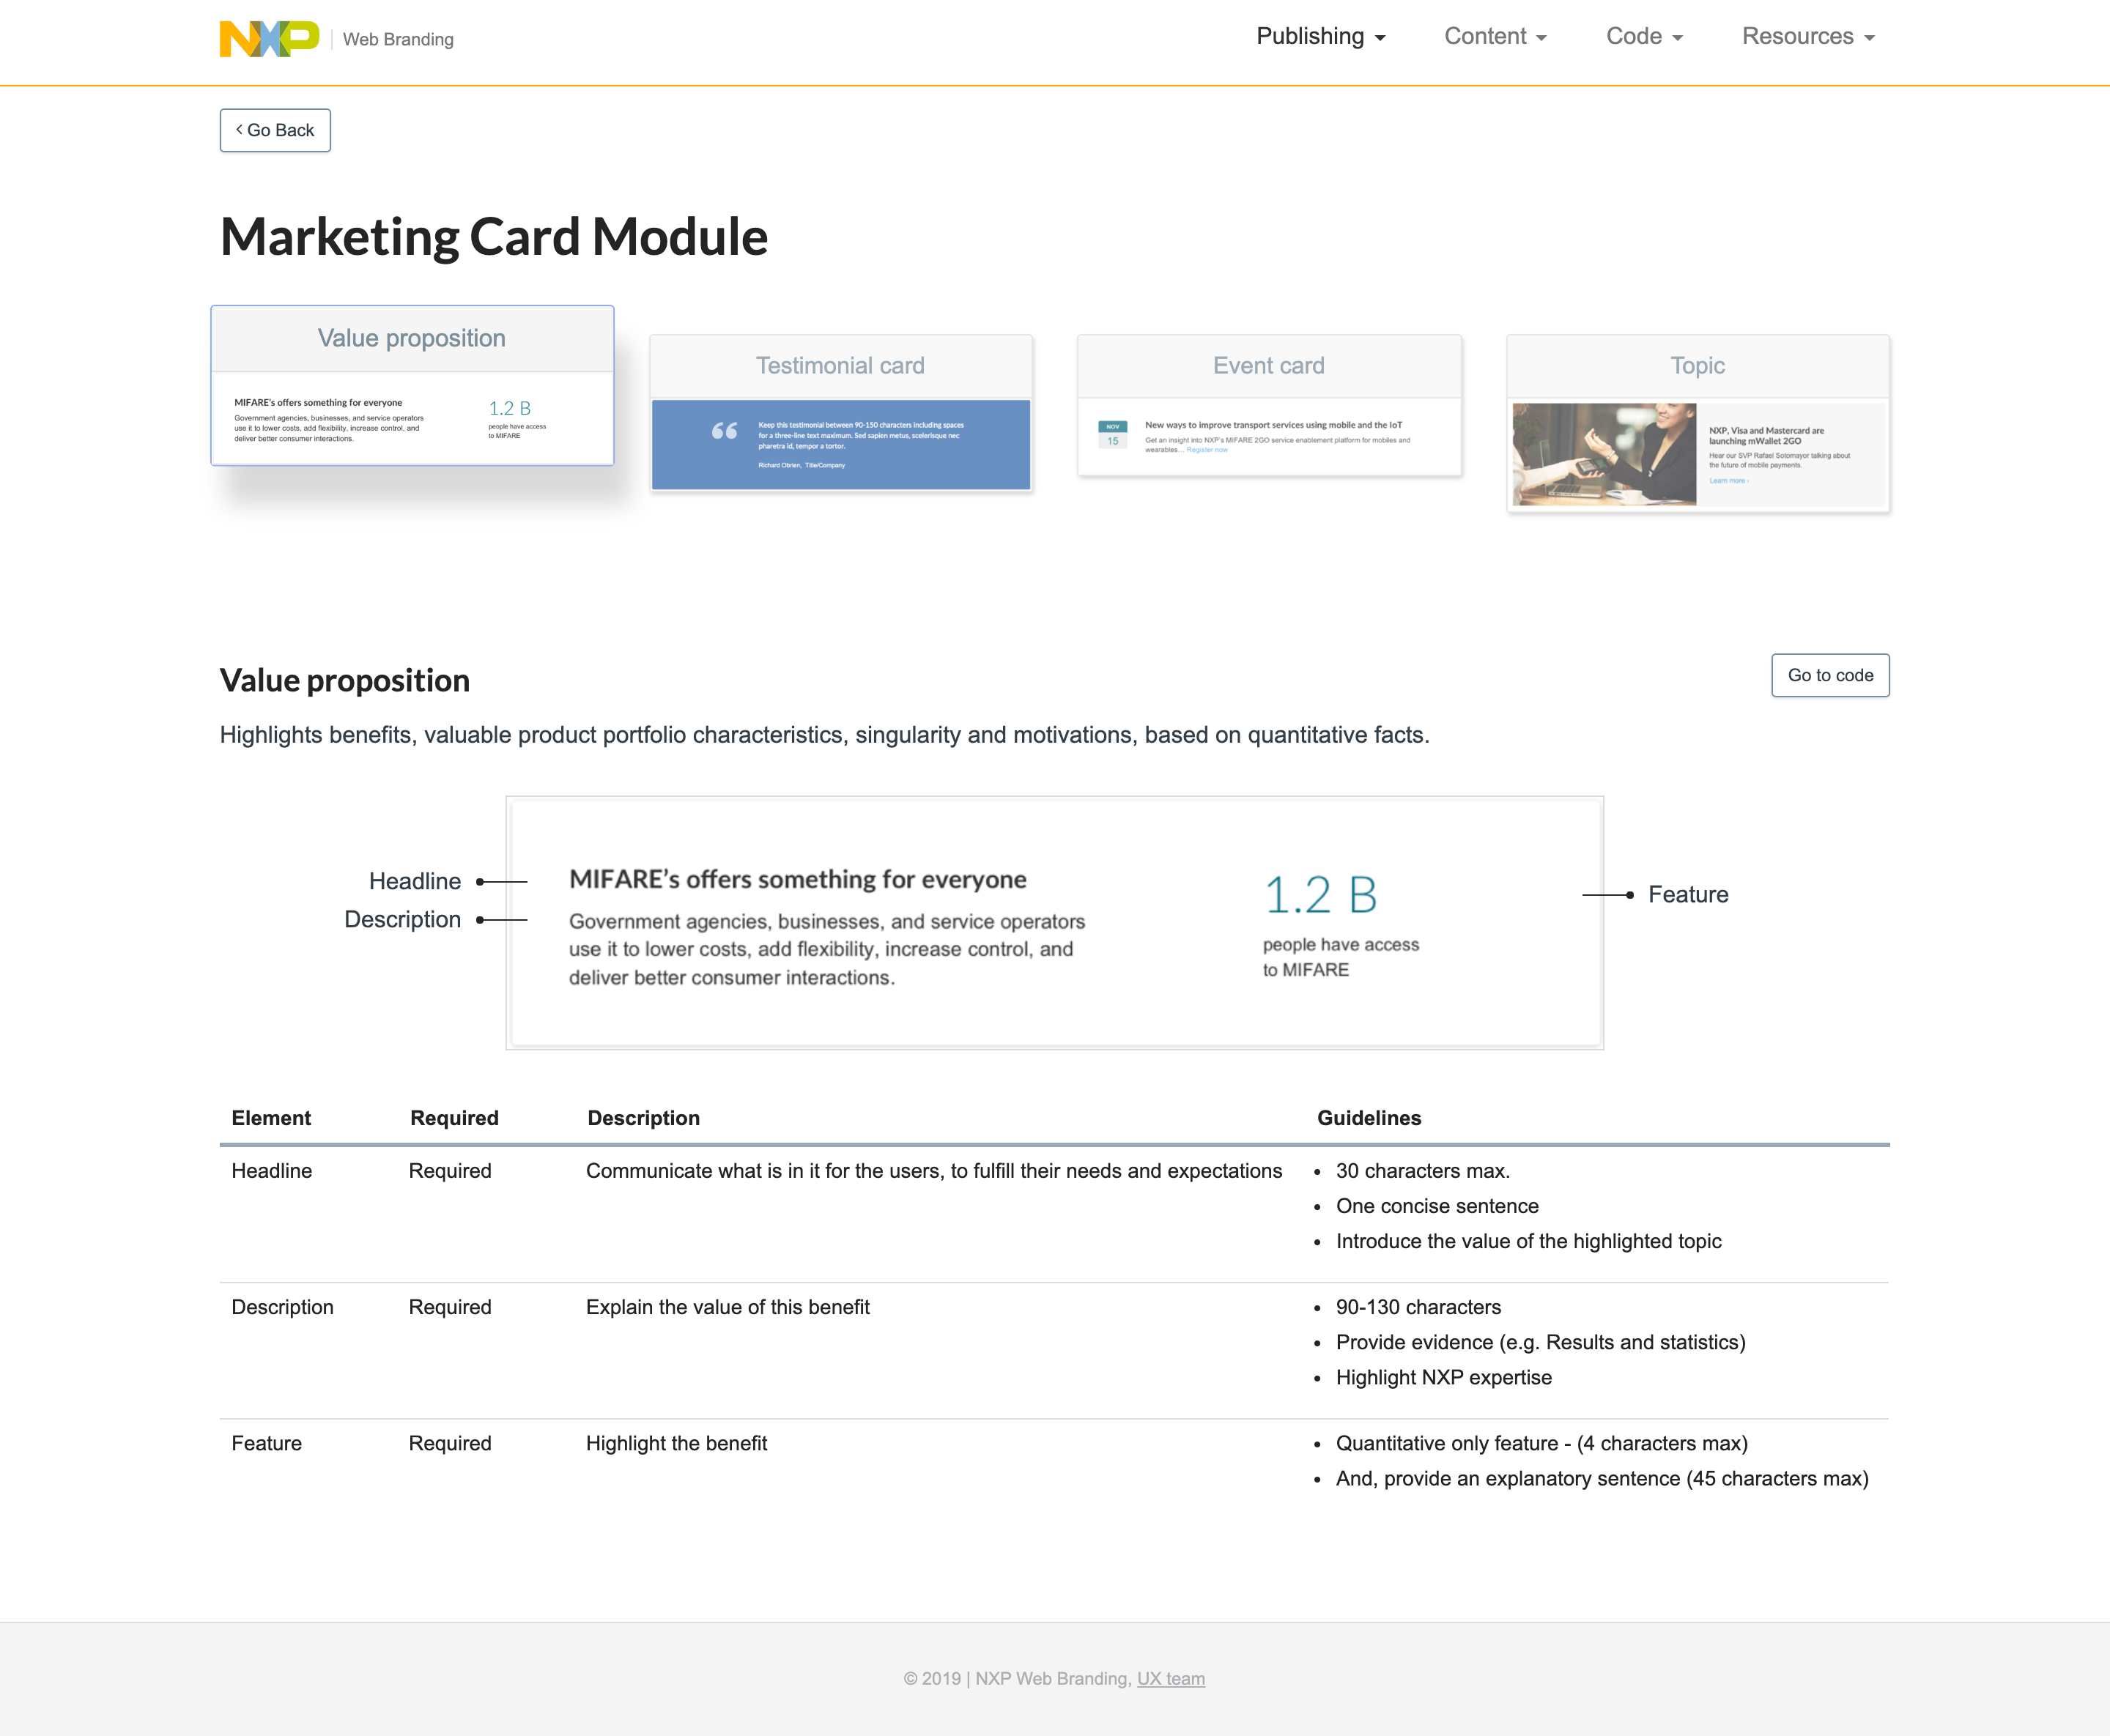 NXP | Web Branding
Publishing
Content
Code
Resources
< Go Back
Marketing Card Module
Value proposition
MIFARE's offers something for everyone
Government agencies, businesses, and service operators
use it to lower costs, add flexibility, increase control, and
deliver better consumer interactions.
1.2 B
people have access
to MIFARE
Testimonial card
Keep this testimonial between 90-150 characters including spaces
for a three-line text maximum. Sed sapien metus, scelerisque nec
pharetra id, tempor a tortor.
Richard Obrien, Title/Company
Event card
NOV
15
New ways to improve transport services using mobile and the IoT
Get an insight into NXP's MIFARE 2GO service enablement platform for mobiles and
wearables... Register now
Topic
NXP, Visa and Mastercard are
launching mWallet 2GO
Hear our SVP Rafael Sotomayor talking about
the future of mobile payments.
Learn more ›
Value proposition
Go to code
Highlights benefits, valuable product portfolio characteristics, singularity and motivations, based on quantitative facts.
Headline
Description
MIFARE's offers something for everyone
Government agencies, businesses, and service operators
use it to lower costs, add flexibility, increase control, and
deliver better consumer interactions.
1.2 B
people have access
to MIFARE
Feature
Element Required Description Guidelines
Headline Required Communicate what is in it for the users, to fulfill their needs and expectations
• 30 characters max.
• One concise sentence
• Introduce the value of the highlighted topic
Description Required Explain the value of this benefit
• 90-130 characters
• Provide evidence (e.g. Results and statistics)
• Highlight NXP expertise
Feature Required Highlight the benefit
• Quantitative only feature - (4 characters max)
• And, provide an explanatory sentence (45 characters max)
© 2019 | NXP Web Branding, UX team